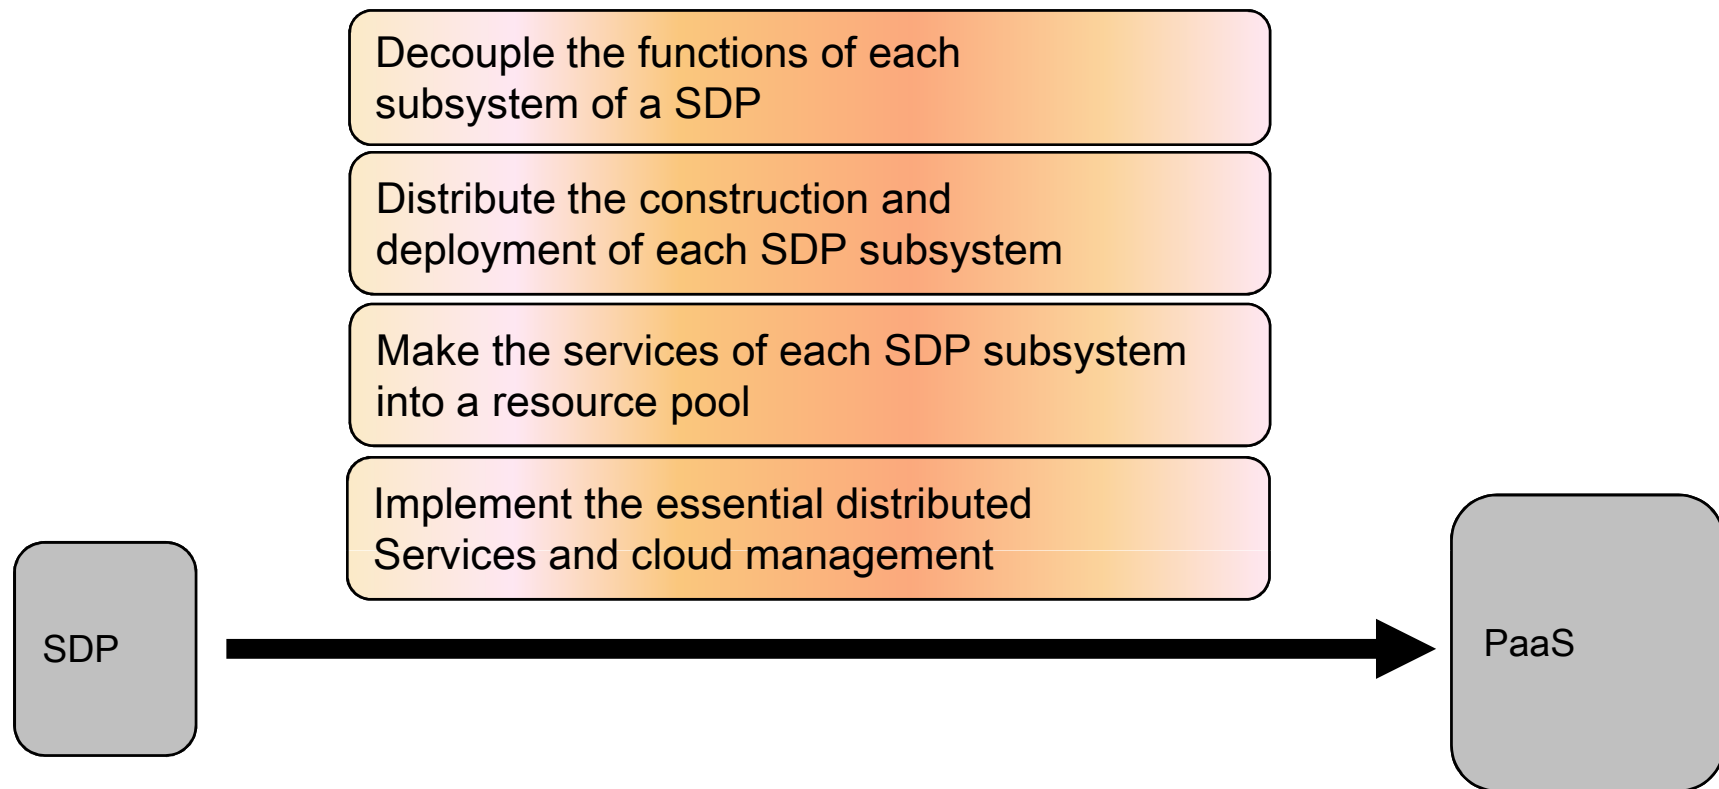 Decouple the functions of each
subsystem of a SDP
Distribute the construction and
deployment of each SDP subsystem
Make the services of each SDP subsystem
into a resource pool
Implement the essential distributed
Services and cloud management
SDP
PaaS